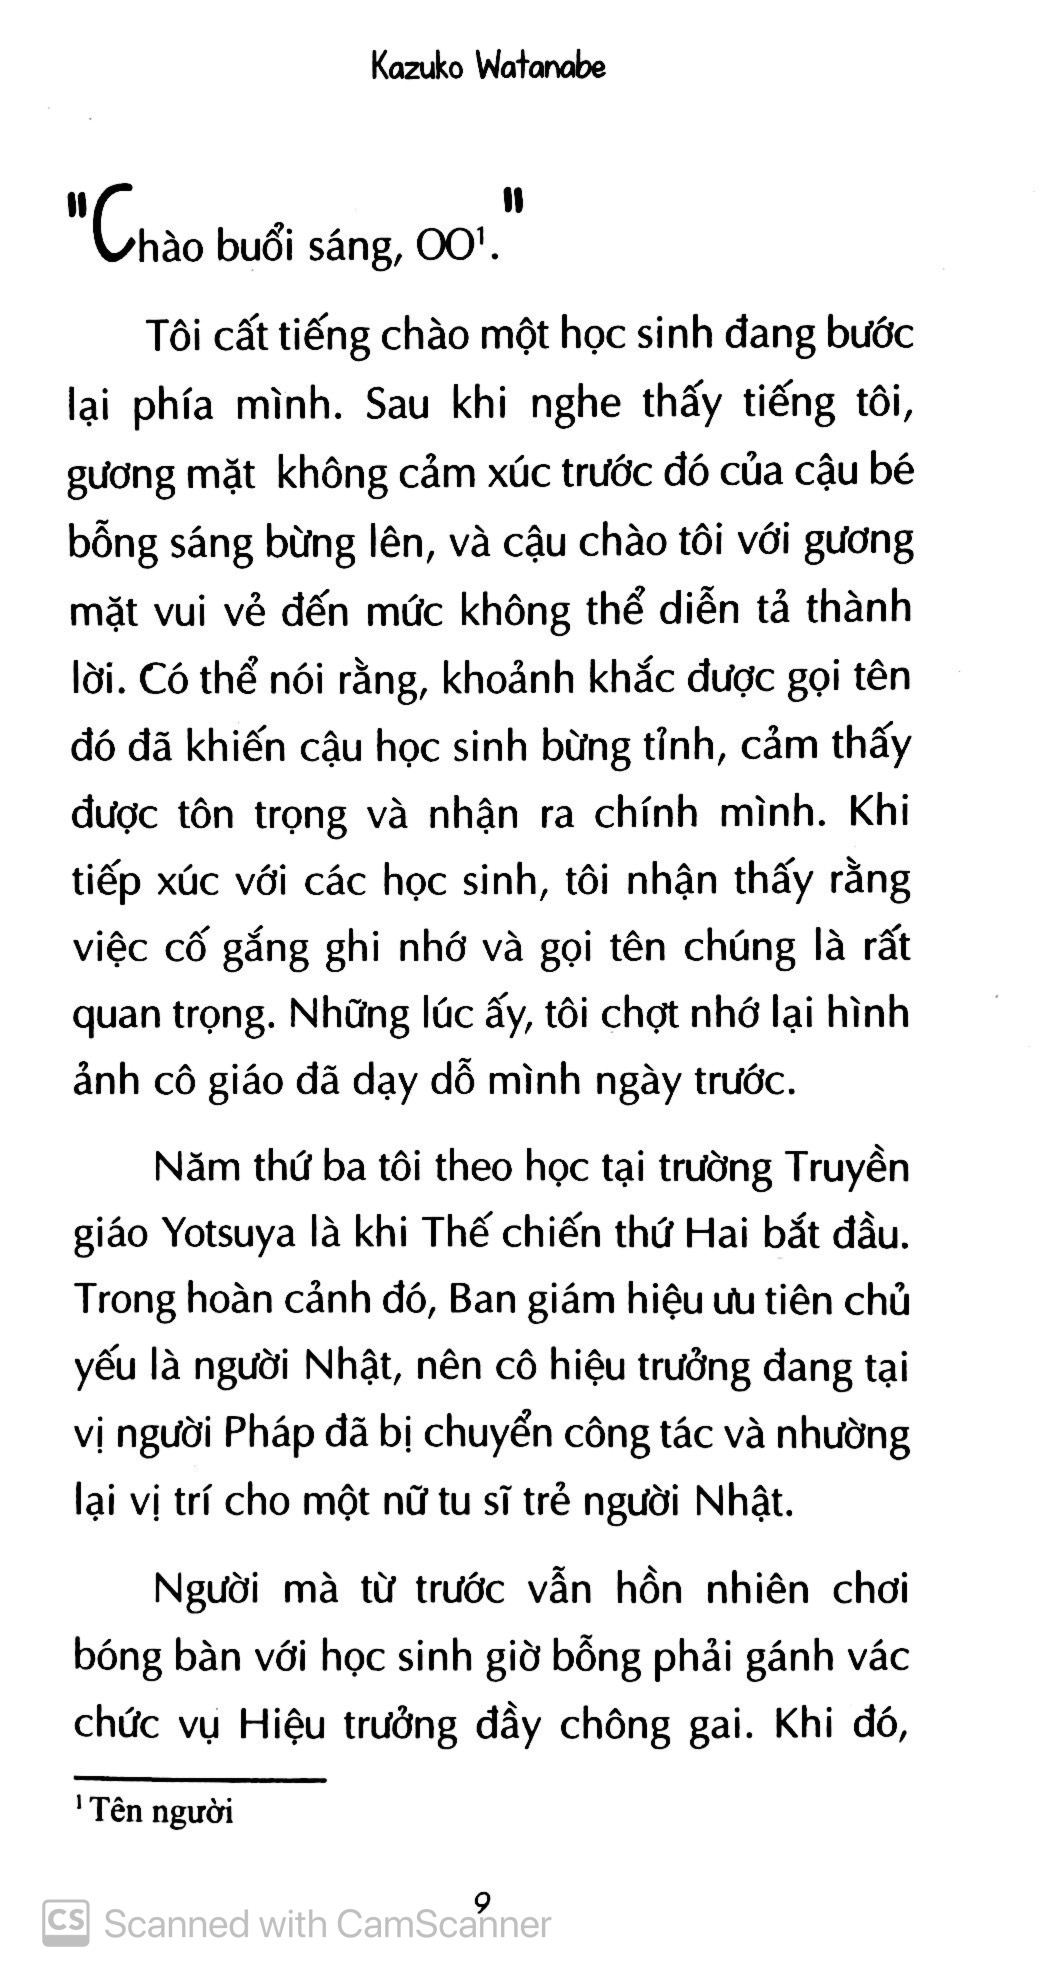 Kazuko Watanabe
"Chào buổi sáng, OO¹."
Tôi cất tiếng chào một học sinh đang bước
lại phía mình. Sau khi nghe thấy tiếng tôi,
gương mặt không cảm xúc trước đó của cậu bé
bỗng sáng bừng lên, và cậu chào tôi với gương
mặt vui vẻ đến mức không thể diễn tả thành
lời. Có thể nói rằng, khoảnh khắc được gọi tên
đó đã khiến cậu học sinh bừng tỉnh, cảm thấy
được tôn trọng và nhận ra chính mình. Khi
tiếp xúc với các học sinh, tôi nhận thấy rằng
việc cố gắng ghi nhớ và gọi tên chúng là rất
quan trọng. Những lúc ấy, tôi chợt nhớ lại hình
ảnh cô giáo đã dạy dỗ mình ngày trước.
Năm thứ ba tôi theo học tại trường Truyền
giáo Yotsuya là khi Thế chiến thứ Hai bắt đầu.
Trong hoàn cảnh đó, Ban giám hiệu ưu tiên chủ
yếu là người Nhật, nên cô hiệu trưởng đang tại
vị người Pháp đã bị chuyển công tác và nhường
lại vị trí cho một nữ tu sĩ trẻ người Nhật.
Người mà từ trước vẫn hồn nhiên chơi
bóng bàn với học sinh giờ bỗng phải gánh vác
chức vụ Hiệu trưởng đầy chông gai. Khi đó,
¹ Tên người
9
CS Scanned with CamScanner